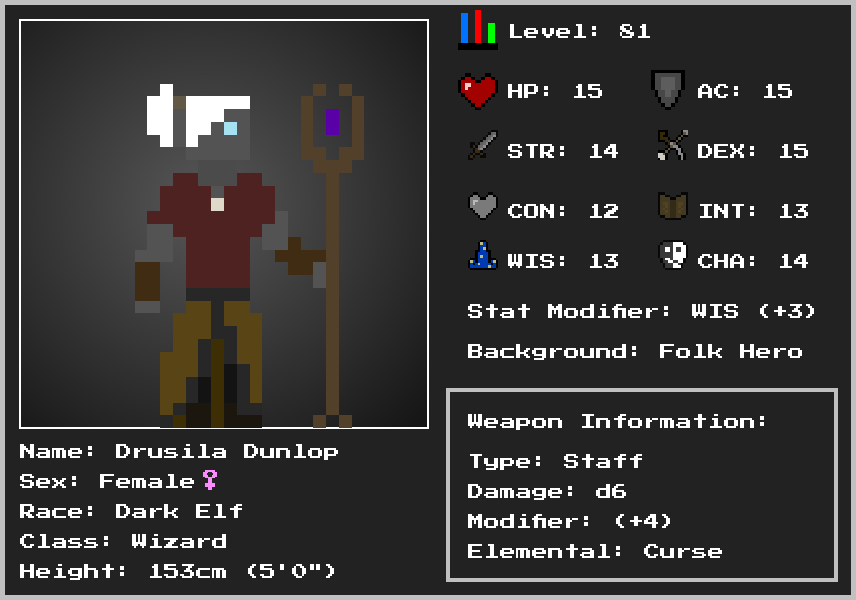 Level: 81
HP: 15
AC: 15
STR: 14
DEX: 15
CON: 12
INT: 13
WIS: 13
CHA: 14
Stat Modifier: WIS (+3)
Background: Folk Hero
Weapon Information:
Type: Staff
Damage: d6
Modifier: (+4)
Elemental: Curse
Name: Drusila Dunlop
Sex: Female♀
Race: Dark Elf
Class: Wizard
Height: 153cm (5'0")